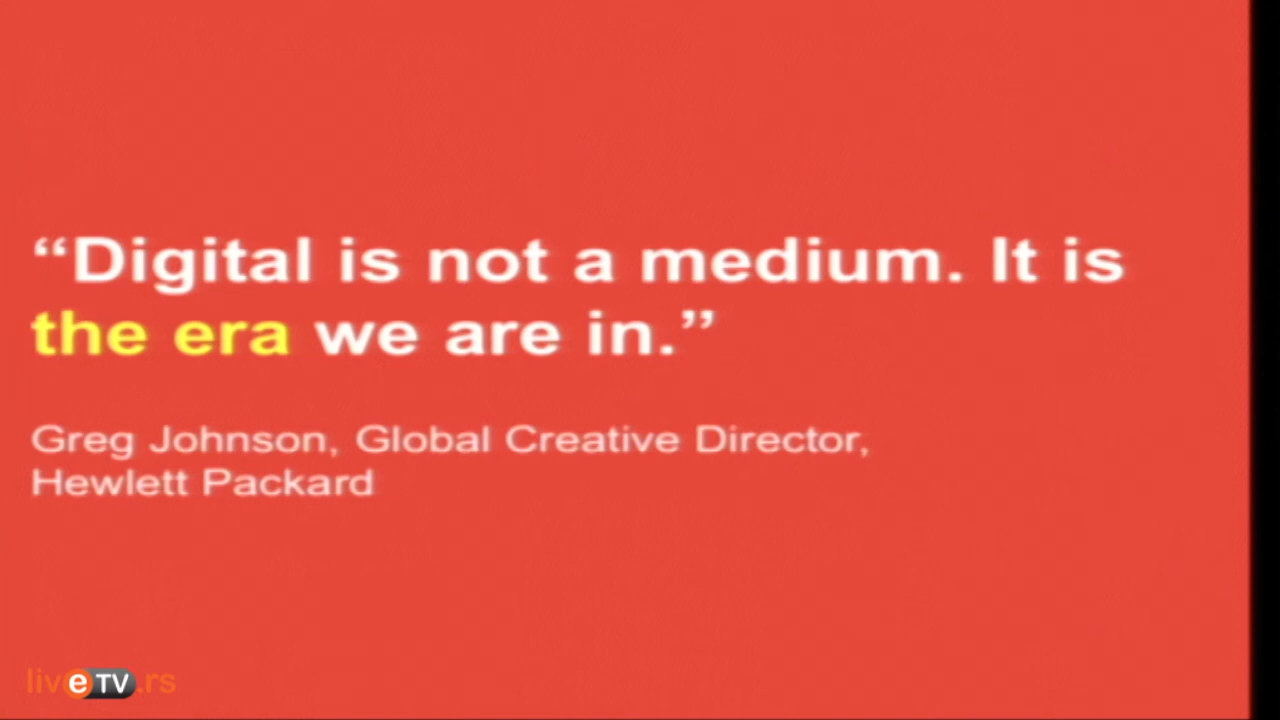 “Digital is not a medium. It is
the era we are in.”
Greg Johnson, Global Creative Director,
Hewlett Packard
liveTV.rs